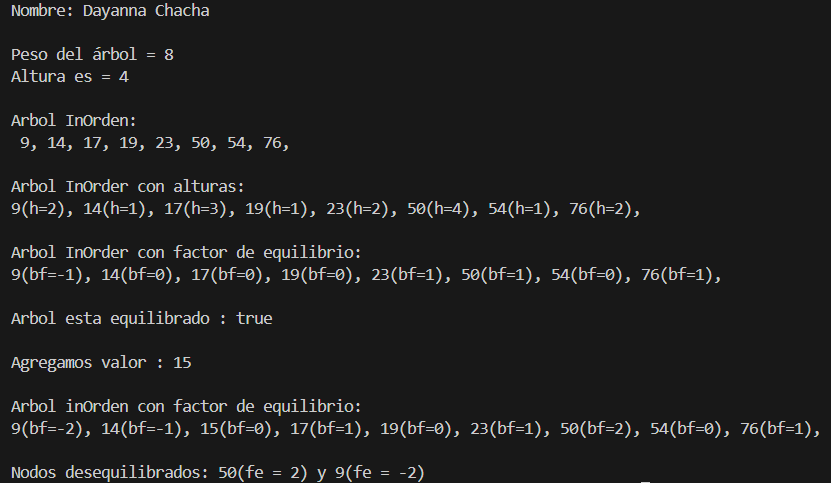 Nombre: Dayanna Chacha
Peso del árbol = 8
Altura es = 4
Arbol InOrden:
9, 14, 17, 19, 23, 50, 54, 76,
Arbol InOrder con alturas:
9(h=2), 14(h=1), 17(h=3), 19(h=1), 23(h=2), 50(h=4), 54(h=1), 76(h=2),
Arbol InOrder con factor de equilibrio:
9(bf=-1), 14(bf=0), 17(bf=0), 19(bf=0), 23(bf=1), 50(bf=1), 54(bf=0), 76(bf=1),
Arbol esta equilibrado : true
Agregamos valor : 15
Arbol inOrden con factor de equilibrio:
9(bf=-2), 14(bf=-1), 15(bf=0), 17(bf=1), 19(bf=0), 23(bf=1), 50(bf=2), 54(bf=0), 76(bf=1),
Nodos desequilibrados: 50(fe = 2) y 9(fe = -2)